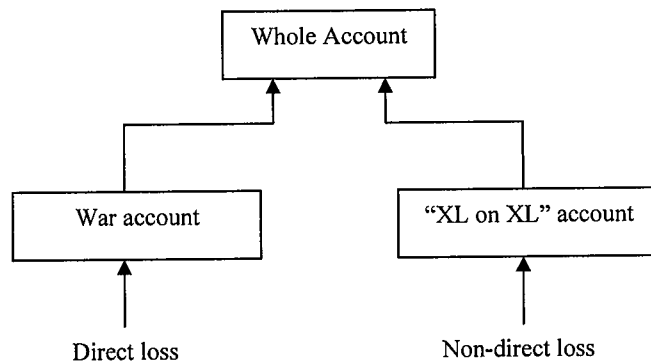 Whole Account
War account
“XL on XL” account
Direct loss
Non-direct loss